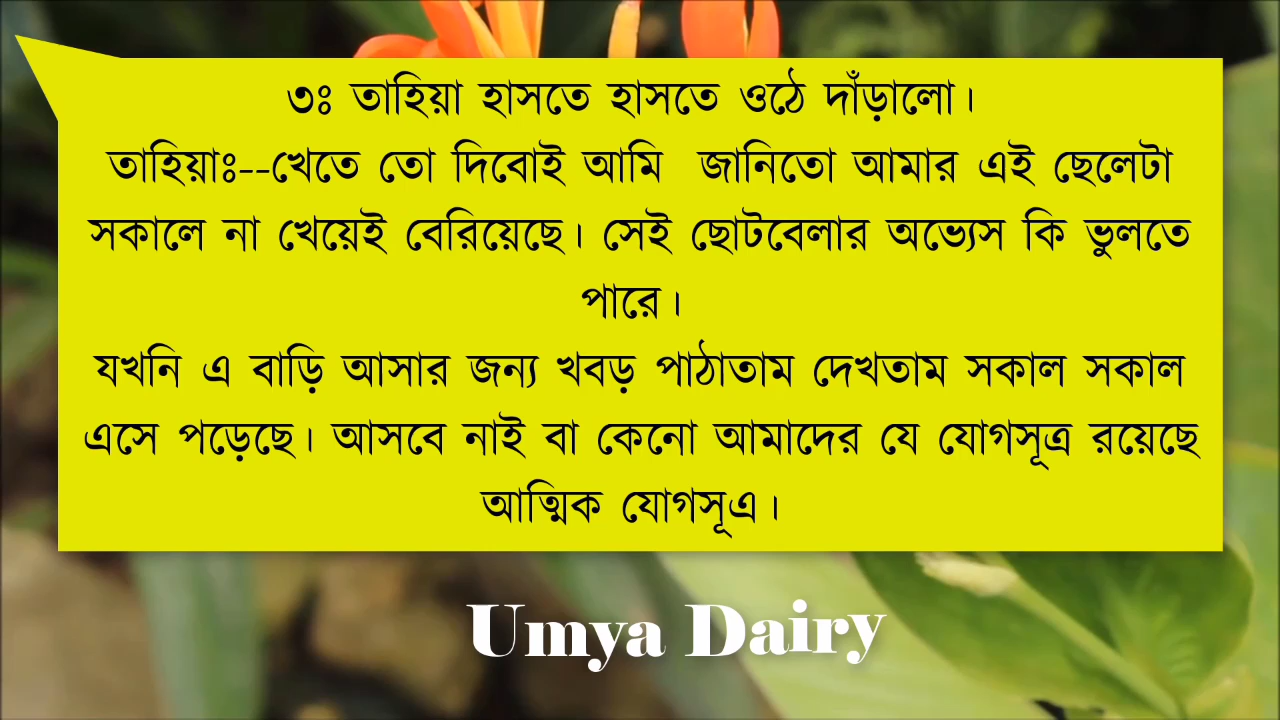 ৩ঃ তাহিয়া হাসতে হাসতে ওঠে দাঁড়ালো।
তাহিয়াঃ--খেতে তো দিবোই আমি  জানিতো আমার এই ছেলেটা
সকালে না খেয়েই বেরিয়েছে। সেই ছোটবেলার অভ্যেস কি ভুলতে
পারে।
যখনি এ বাড়ি আসার জন্য খবড় পাঠাতাম দেখতাম সকাল সকাল
এসে পড়েছে। আসবে নাই বা কেনো আমাদের যে যোগসূত্র রয়েছে
আত্মিক যোগসূএ।
Umya Dairy